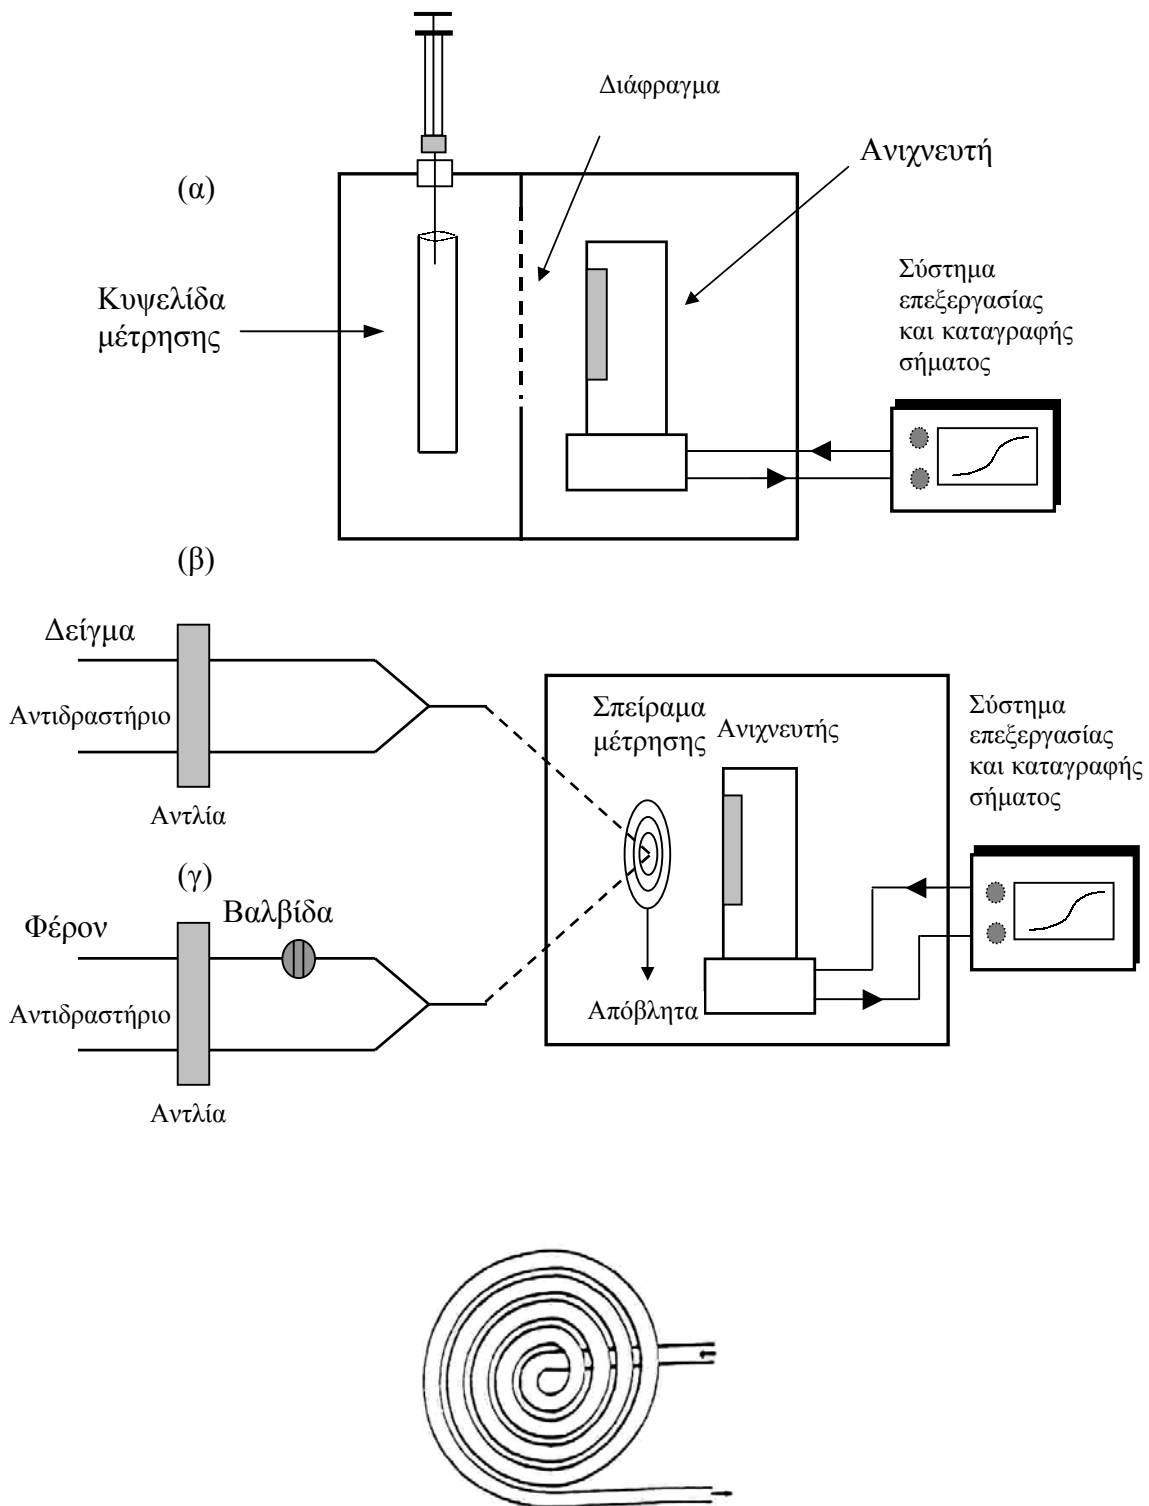 Διάφραγμα
Ανιχνευτή
(α)
Κυψελίδα
μέτρησης
Σύστημα
επεξεργασίας
και καταγραφής
σήματος
(β)
Δείγμα
Αντιδραστήριο
Αντλία
Σπείραμα
μέτρησης
Ανιχνευτής
Σύστημα
επεξεργασίας
και καταγραφής
σήματος
(γ)
Βαλβίδα
Φέρον
Αντιδραστήριο
Απόβλητα
Αντλία